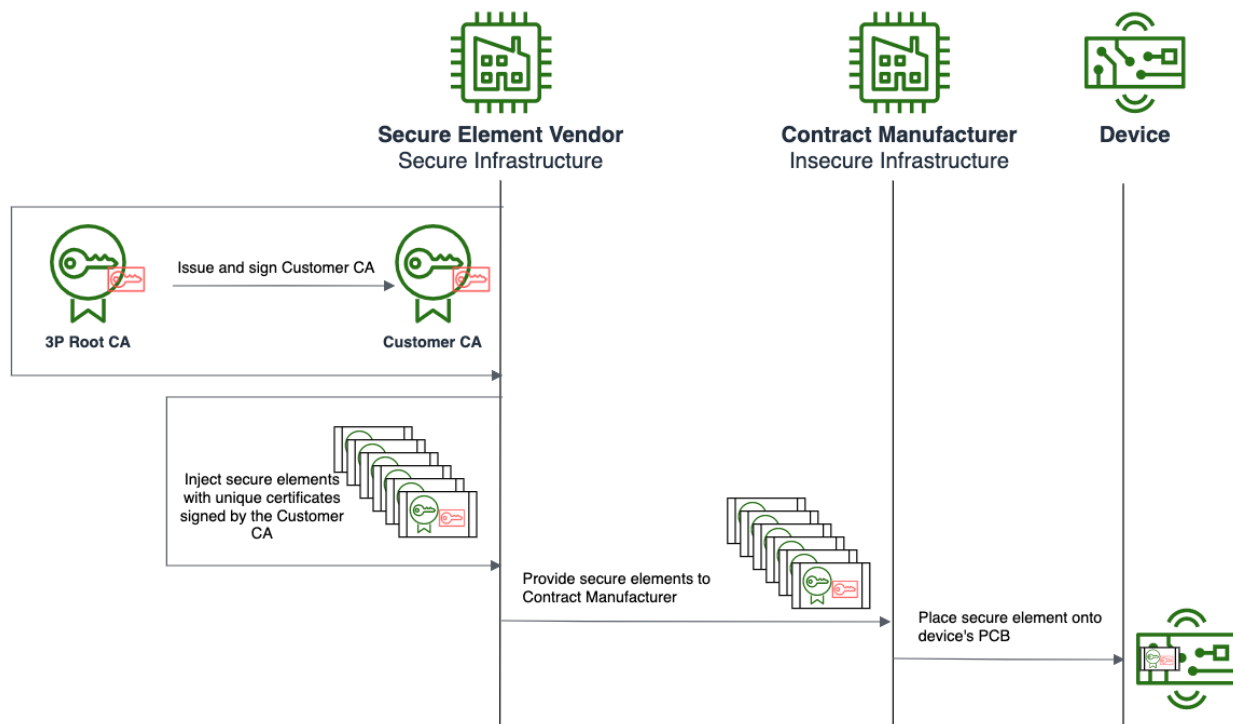 Secure Element Vendor
Secure Infrastructure
Contract Manufacturer
Insecure Infrastructure
Device
Issue and sign Customer CA
3P Root CA
Customer CA
Inject secure elements
with unique certificates
signed by the Customer
CA
Provide secure elements to
Contract Manufacturer
Place secure element onto
device's PCB